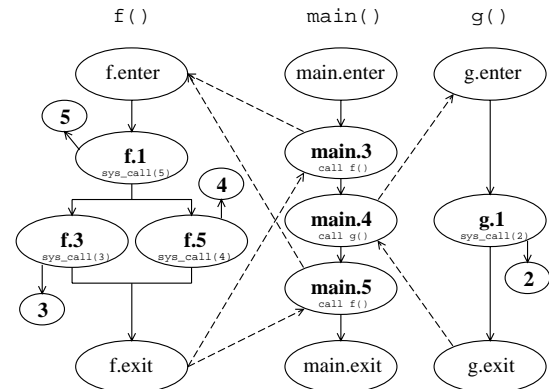 f() main() g()
f.enter main.enter g.enter
5
f.1
sys_call(5)
main.3
call f()
4
f.3
sys_call(3)
f.5
sys_call(4)
main.4
call g()
g.1
sys_call(2)
3
main.5
call f()
2
f.exit main.exit g.exit